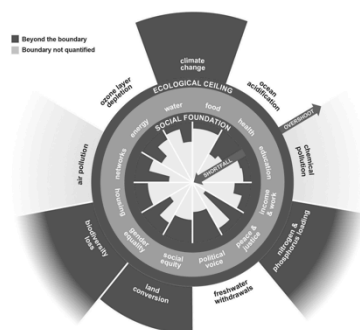 Beyond the boundary
Boundary not quantified
climate
change
ozone layer
depletion
ocean
acidification
ECOLOGICAL CEILING
OVERSHOOT
water
food
energy
health
SOCIAL FOUNDATION
networks
education
SHORTFALL
air pollution
chemical
pollution
housing
income
& work
gender
equality
peace &
justice
social
equity
political
voice
biodiversity
loss
nitrogen &
phosphorus loading
land
conversion
freshwater
withdrawals